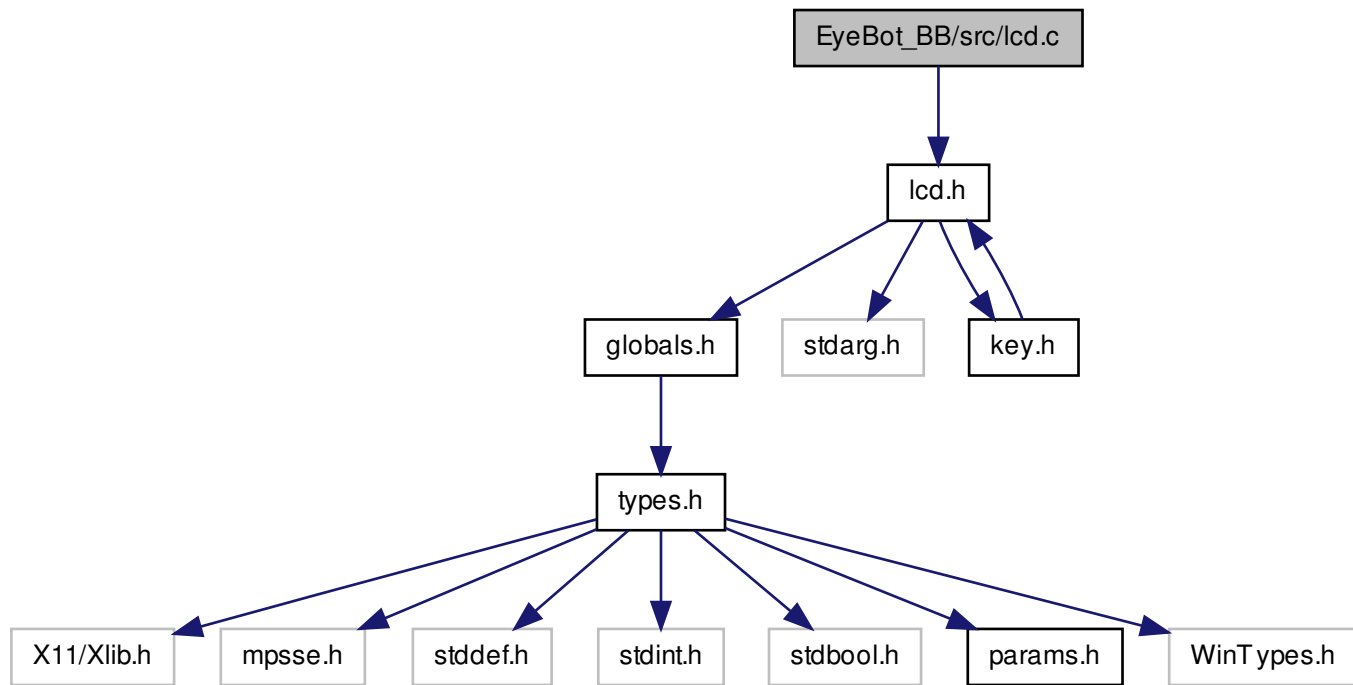 EyeBot_BB/src/lcd.c
lcd.h
globals.h
stdarg.h
key.h
types.h
X11/Xlib.h
mpsse.h
stddef.h
stdint.h
stdbool.h
params.h
WinTypes.h